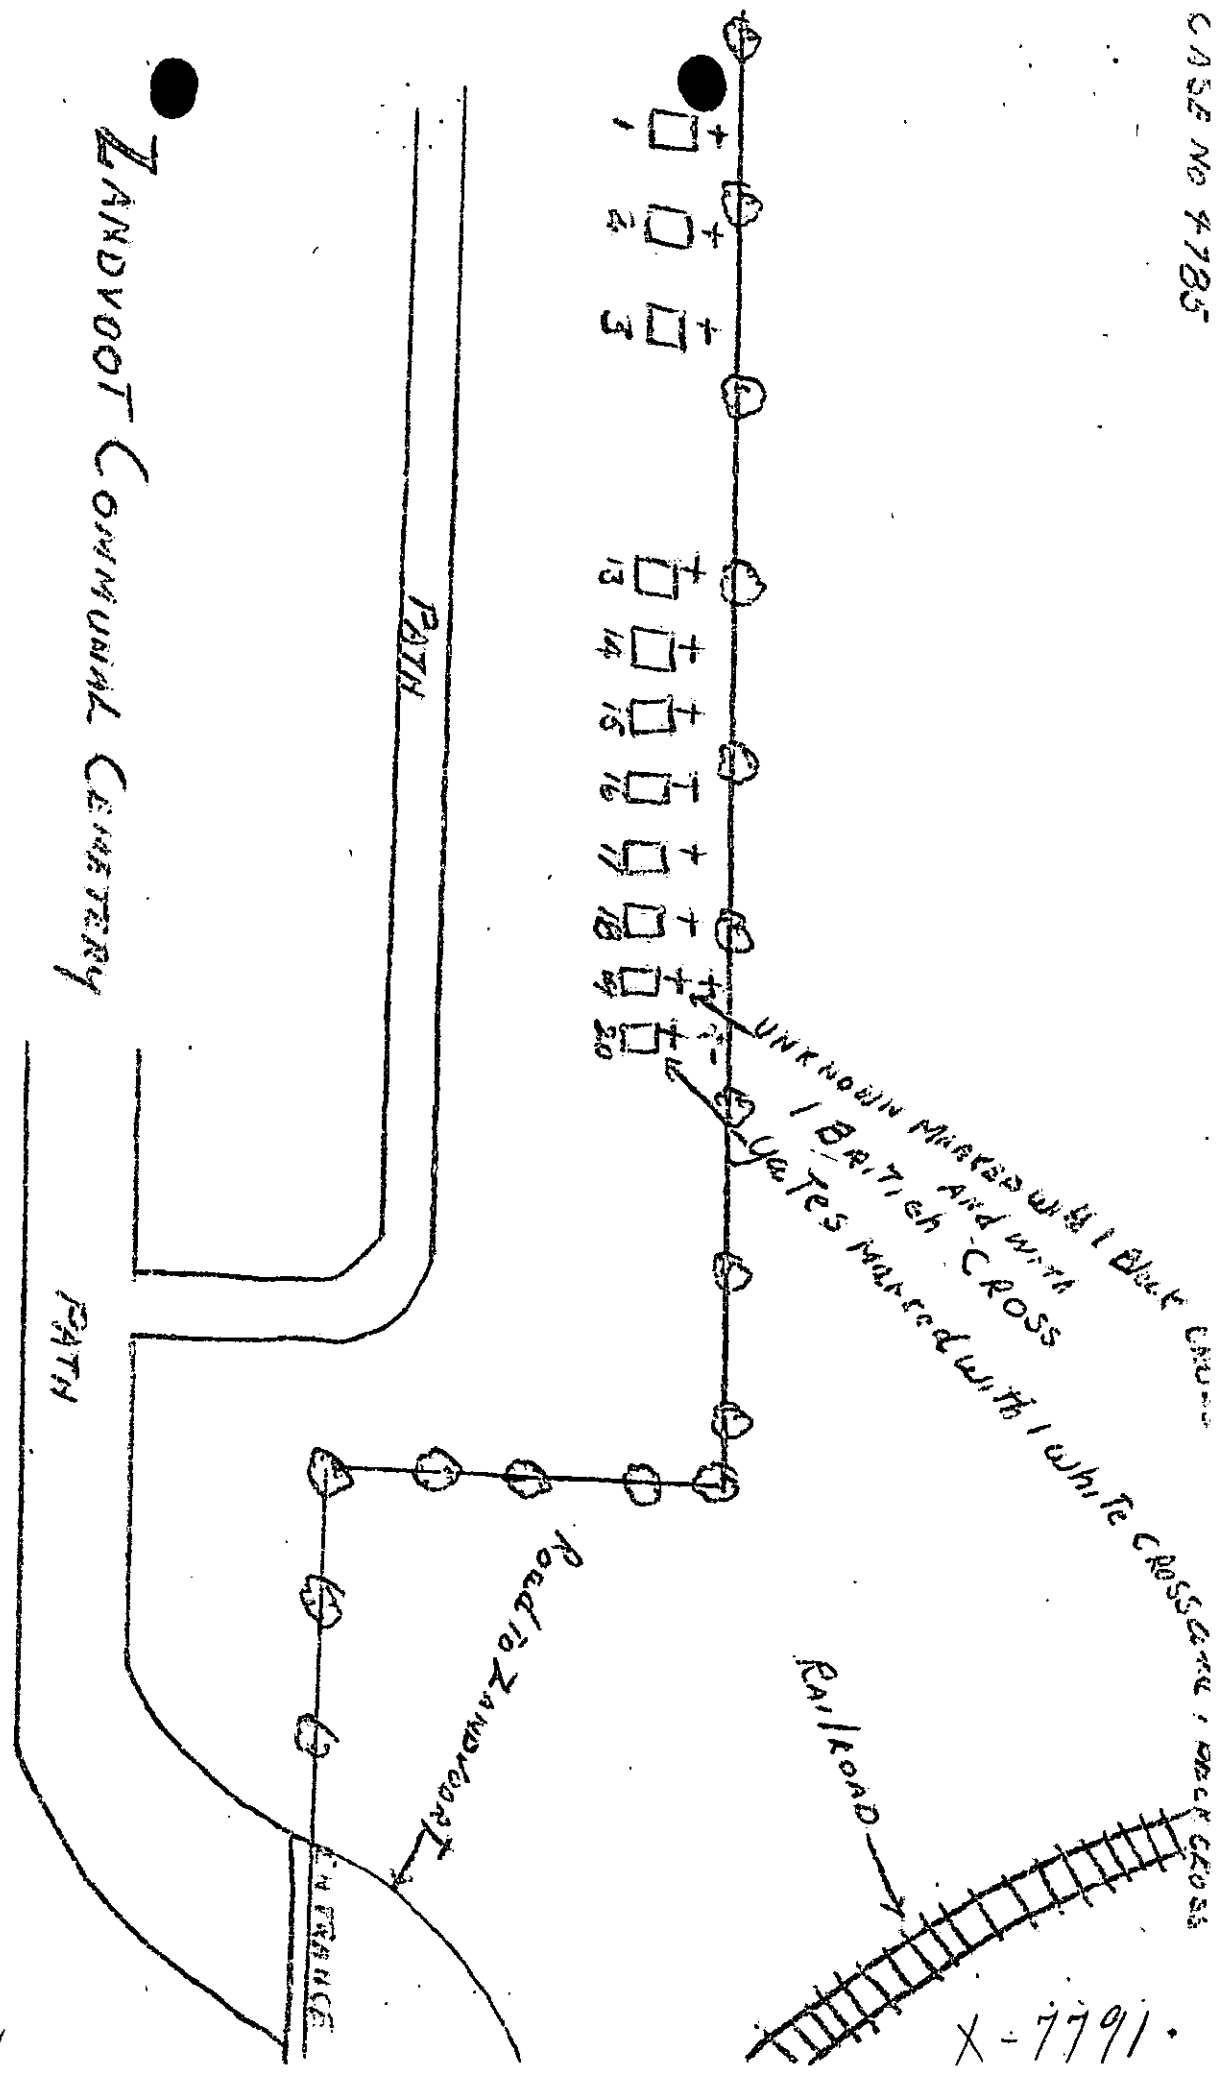 CASE NO 4785
1
2
3
13
14
15
16
17
18
19
20
UNKNOWN MARKED With 1 Black CROSS
AND With
1 BRITISH CROSS
Yates Marked with 1 white CROSS and 1 BLACK CROSS
PATH
ZANDVOOT COMMUNAL CEMETERY
PATH
Road to ZANDVOORT
RAILROAD
ENTRANCE
X-7791.